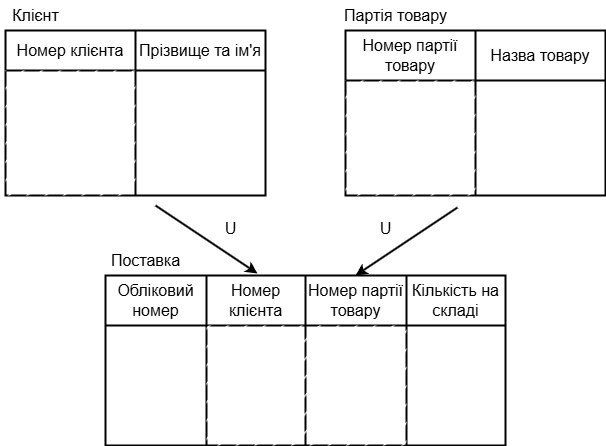 Клієнт
Партія товару
Номер клієнта
Прізвище та ім'я
Номер партії
товару
Назва товару
U
U
Поставка
Обліковий
номер
Номер
клієнта
Номер партії
товару
Кількість на
складі